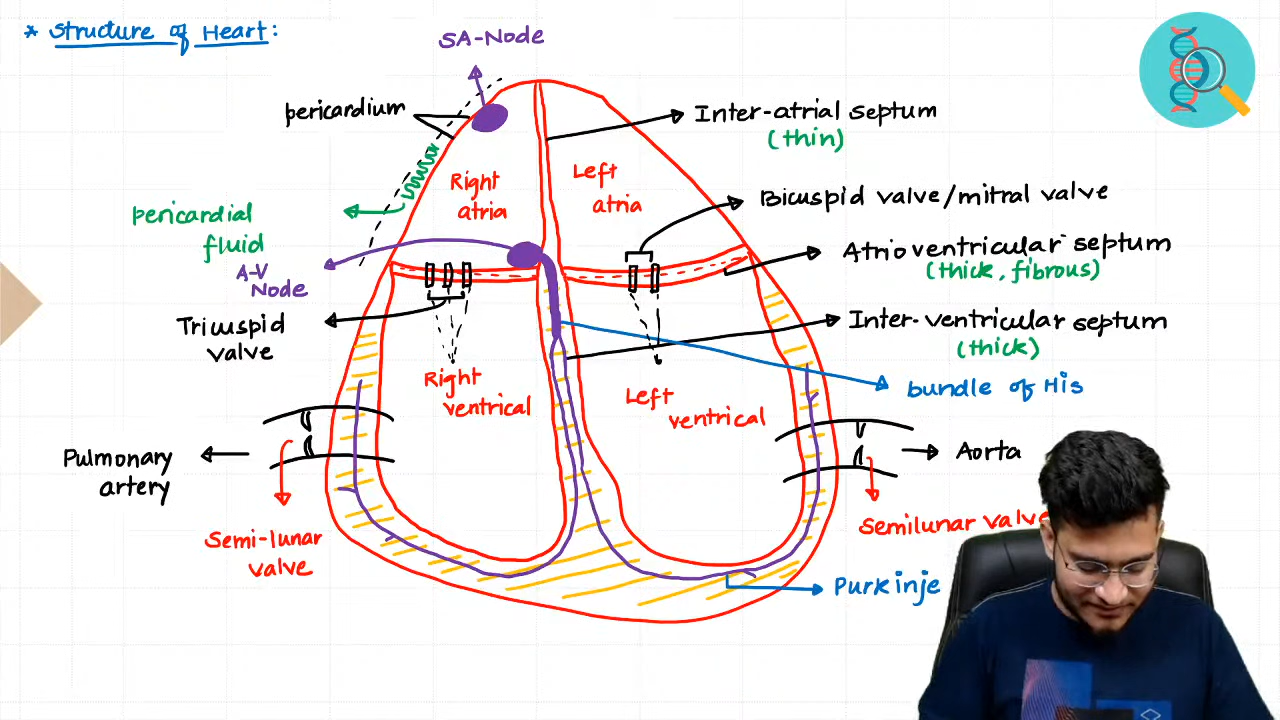 * Structure of Heart:
SA-Node
pericardium
Inter-atrial septum
(thin)
Right
atria
Left
atria
Bicuspid valve/mitral valve
pericardial
fluid
A-V
Node
Atrioventricular septum
(thick, fibrous)
Tricuspid
valve
Inter-ventricular septum
(thick)
bundle of His
Right
ventrical
Left
ventrical
Pulmonary
artery
Aorta
Semi-lunar
valve
Semilunar valve
Purkinje